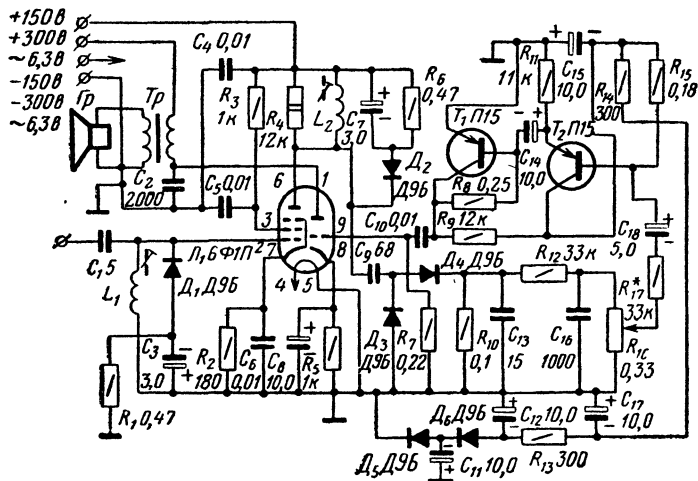 +150В
+300В
~6,3В
-150В
-300В
~6,3В
Гр
Тр
C4 0,01
R3
1к
R4
12к
L2
C7
3,0
R6
0,47
Д2
Д9Б
R11
11к
C15
10,0
R14
300
R15
0,18
T1 П15
T2 П15
C14
10,0
R8 0,25
R9 12к
C2
2000
C5 0,01
6
1
3
2
7
9
8
4
5
C10 0,01
C18
5,0
C1 5
L1
Л1 6Ф1П
Д1 Д9Б
C9 68
Д4 Д9Б
R12 33к
R17*
33к
C3
3,0
R2
180
C6
0,01
C8
10,0
R5
1к
Д3
Д9Б
R7
0,22
R10
0,1
C13
15
C16
1000
R1C
0,33
R1 0,47
Д6 Д9Б
C12 10,0
C17
10,0
Д5 Д9Б
C11 10,0
R13 300